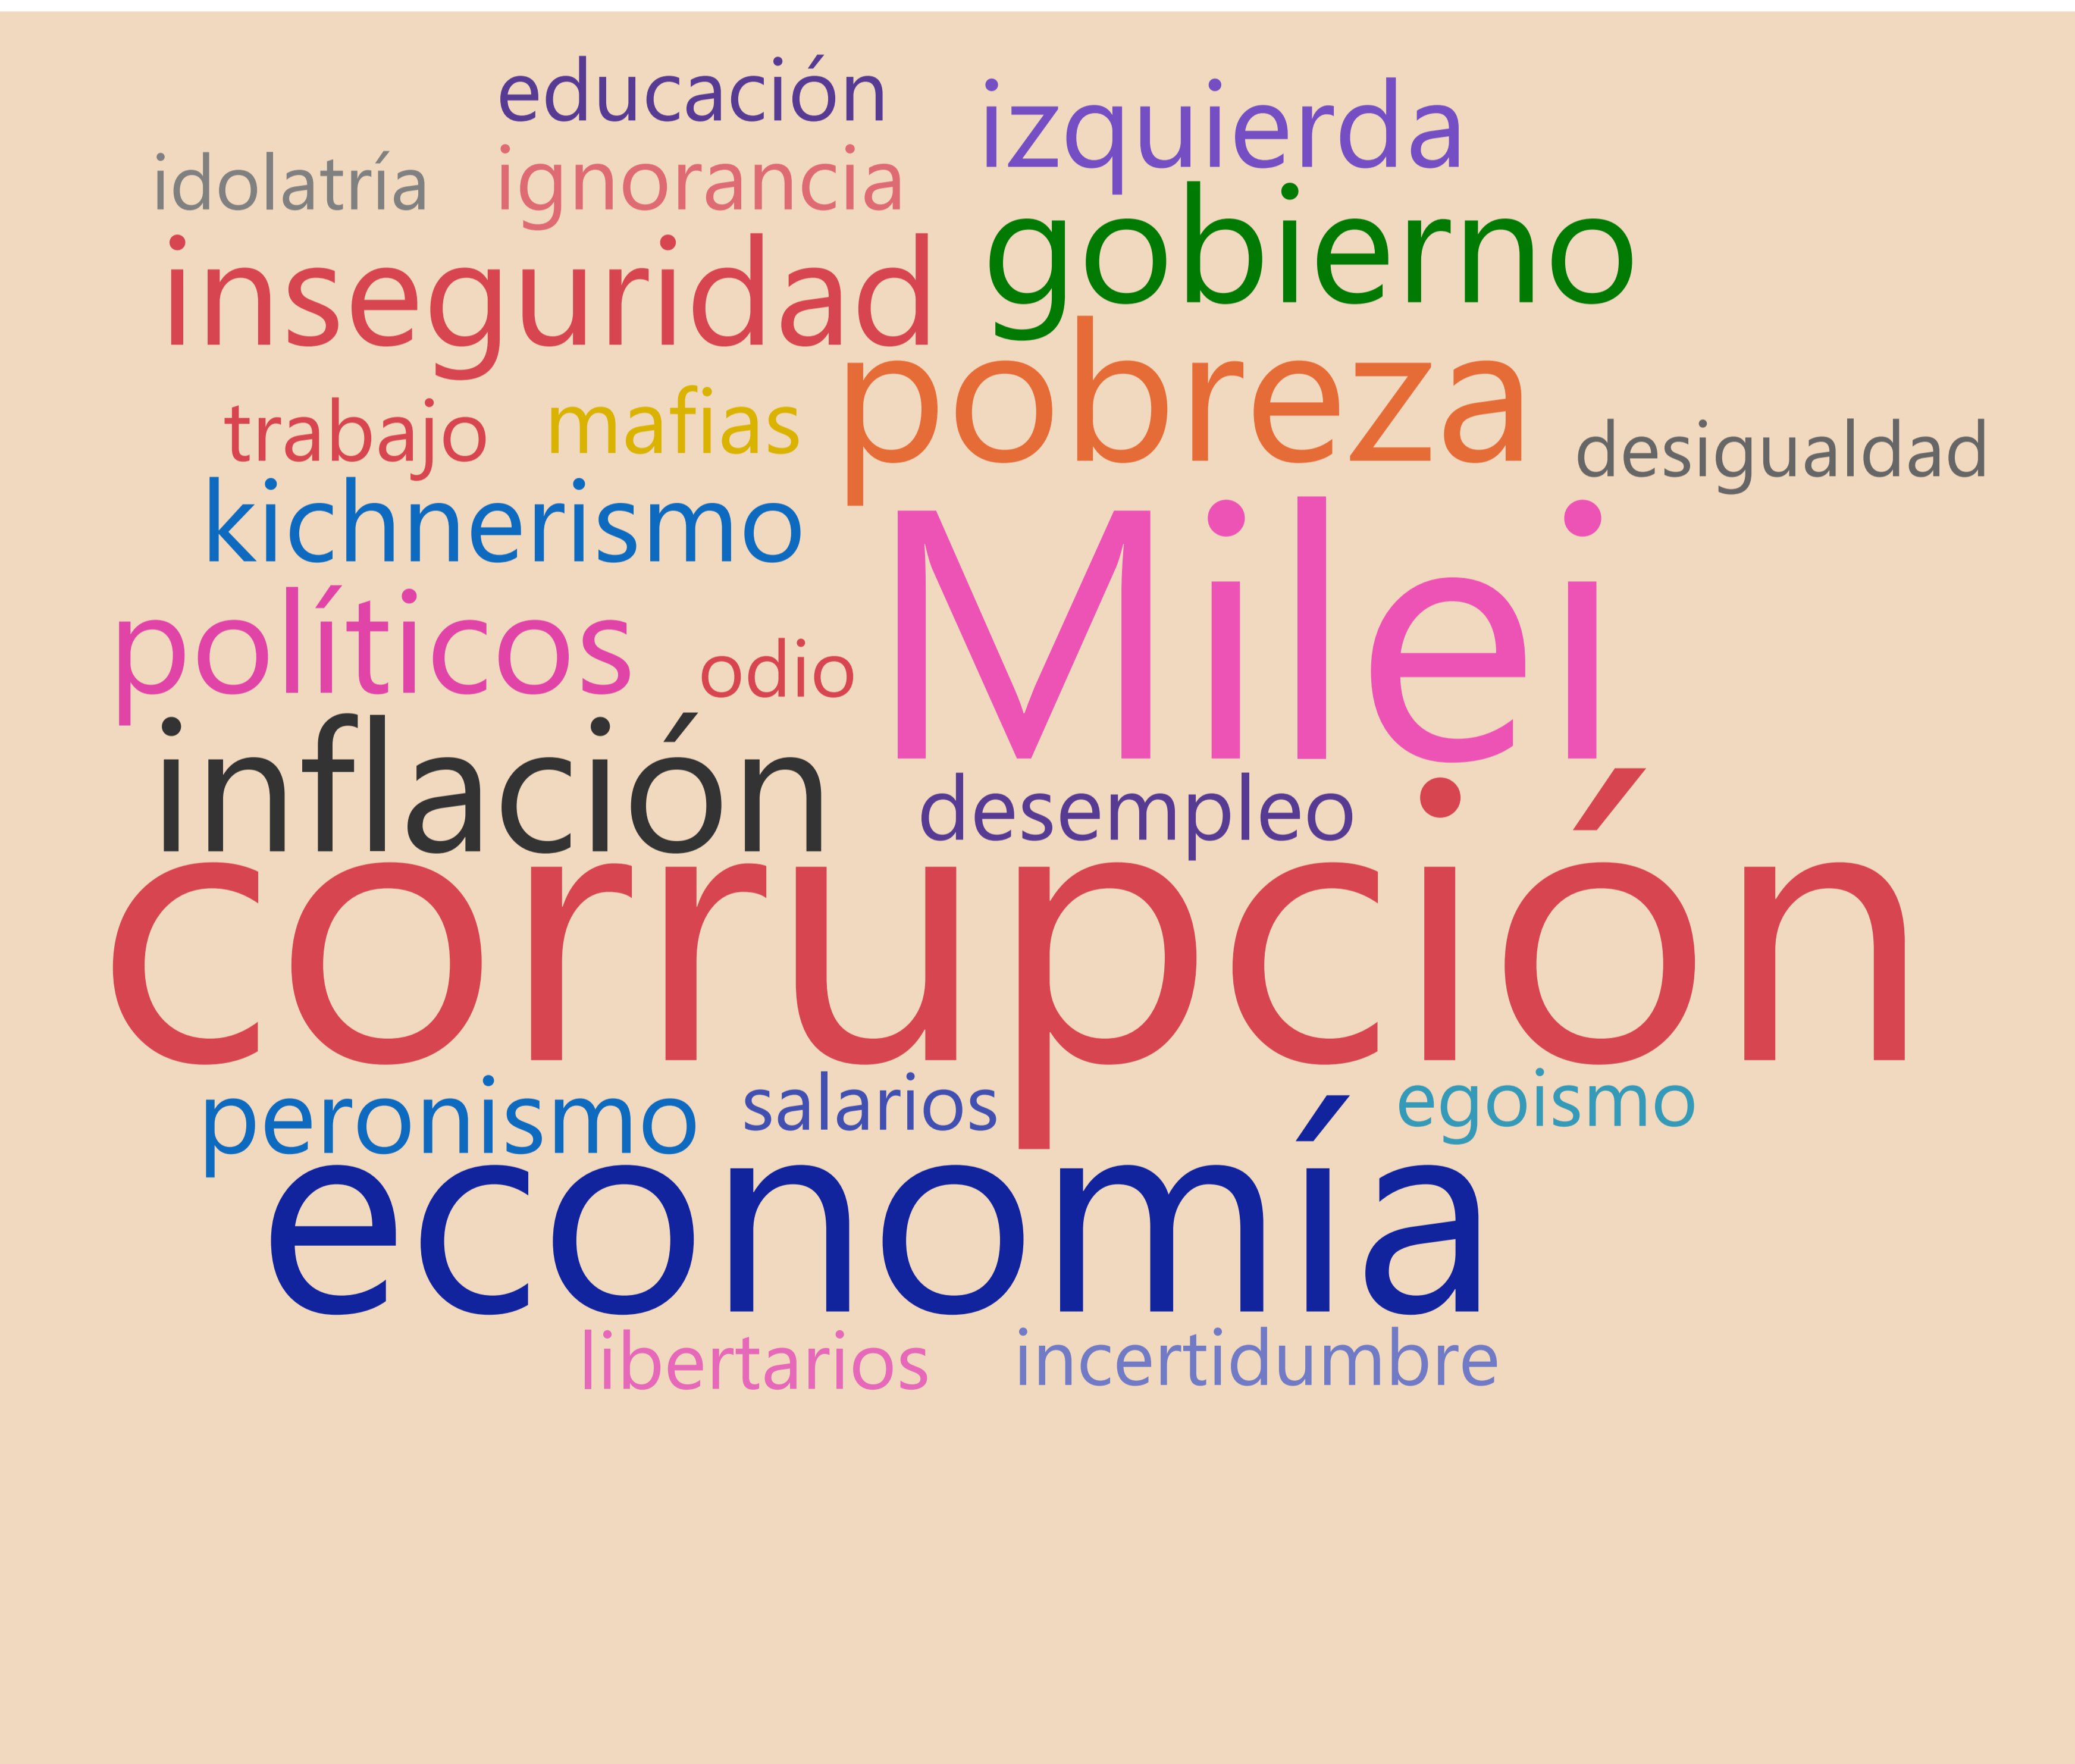 educación
izquierda
idolatría
ignorancia
gobierno
inseguridad
pobreza
trabajo
mafias
desigualdad
kichnerismo
Milei
políticos
odio
inflación
desempleo
corrupción
peronismo
salarios
egoismo
economía
libertarios
incertidumbre